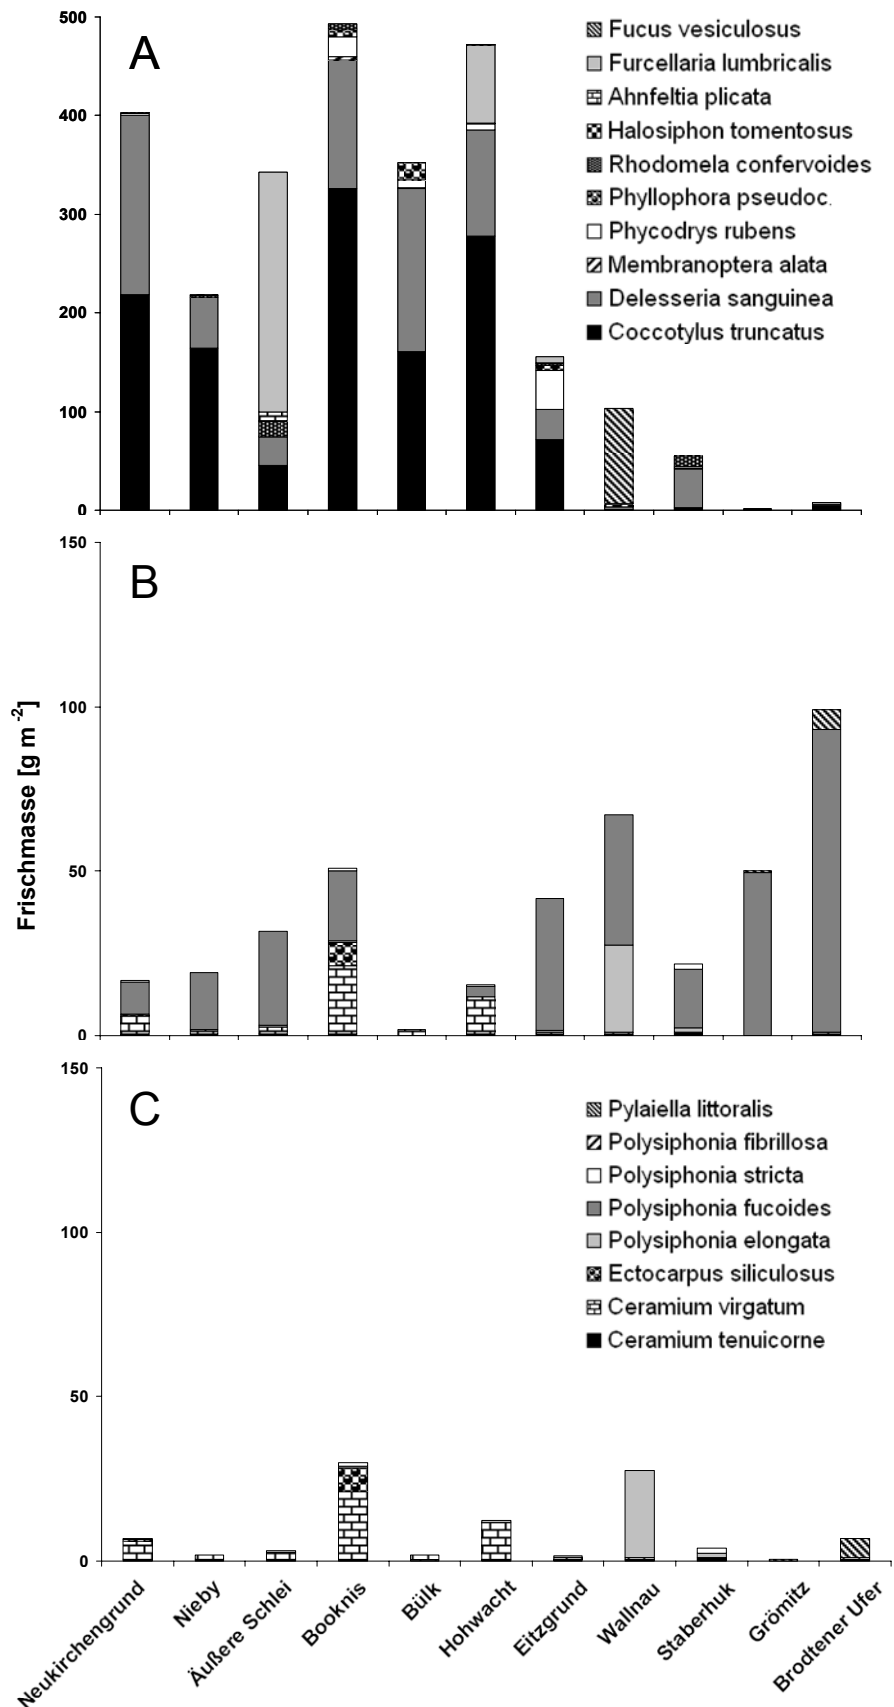 A
500
400
300
200
100
0
Fucus vesiculosus
Furcellaria lumbricalis
Ahnfeltia plicata
Halosiphon tomentosus
Rhodomela confervoides
Phyllophora pseudoc.
Phycodrys rubens
Membranoptera alata
Delesseria sanguinea
Coccotylus truncatus
B
150
100
50
0
Frischmasse [g m⁻²]
C
150
100
50
0
Pylaiella littoralis
Polysiphonia fibrillosa
Polysiphonia stricta
Polysiphonia fucoides
Polysiphonia elongata
Ectocarpus siliculosus
Ceramium virgatum
Ceramium tenuicorne
Neukirchengrund
Nieby
Äußere Schlei
Booknis
Bülk
Hohwacht
Eitzgrund
Wallnau
Staberhuk
Grömitz
Brodtener Ufer